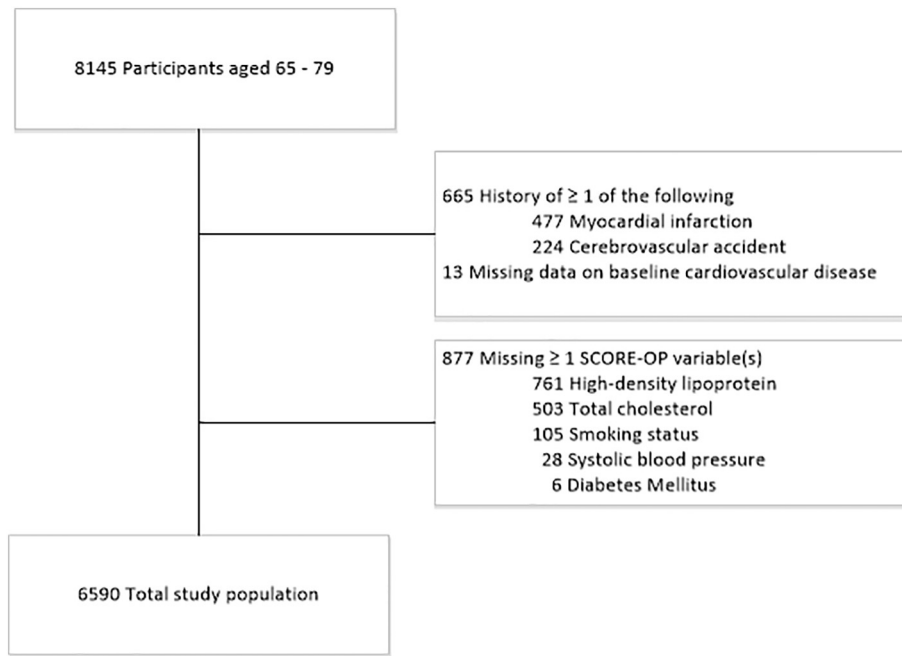 8145 Participants aged 65 - 79
665 History of ≥ 1 of the following
477 Myocardial infarction
224 Cerebrovascular accident
13 Missing data on baseline cardiovascular disease
877 Missing ≥ 1 SCORE-OP variable(s)
761 High-density lipoprotein
503 Total cholesterol
105 Smoking status
28 Systolic blood pressure
6 Diabetes Mellitus
6590 Total study population